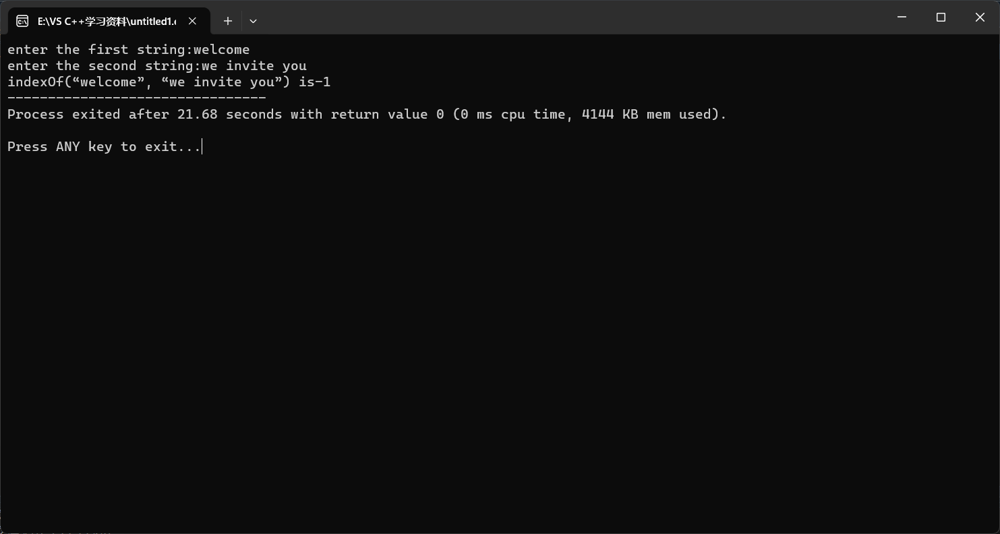 E:\VS C++学习资料\untitled1.e
enter the first string:welcome
enter the second string:we invite you
indexOf(“welcome”, “we invite you”) is-1
--------------------------------
Process exited after 21.68 seconds with return value 0 (0 ms cpu time, 4144 KB mem used).
Press ANY key to exit...